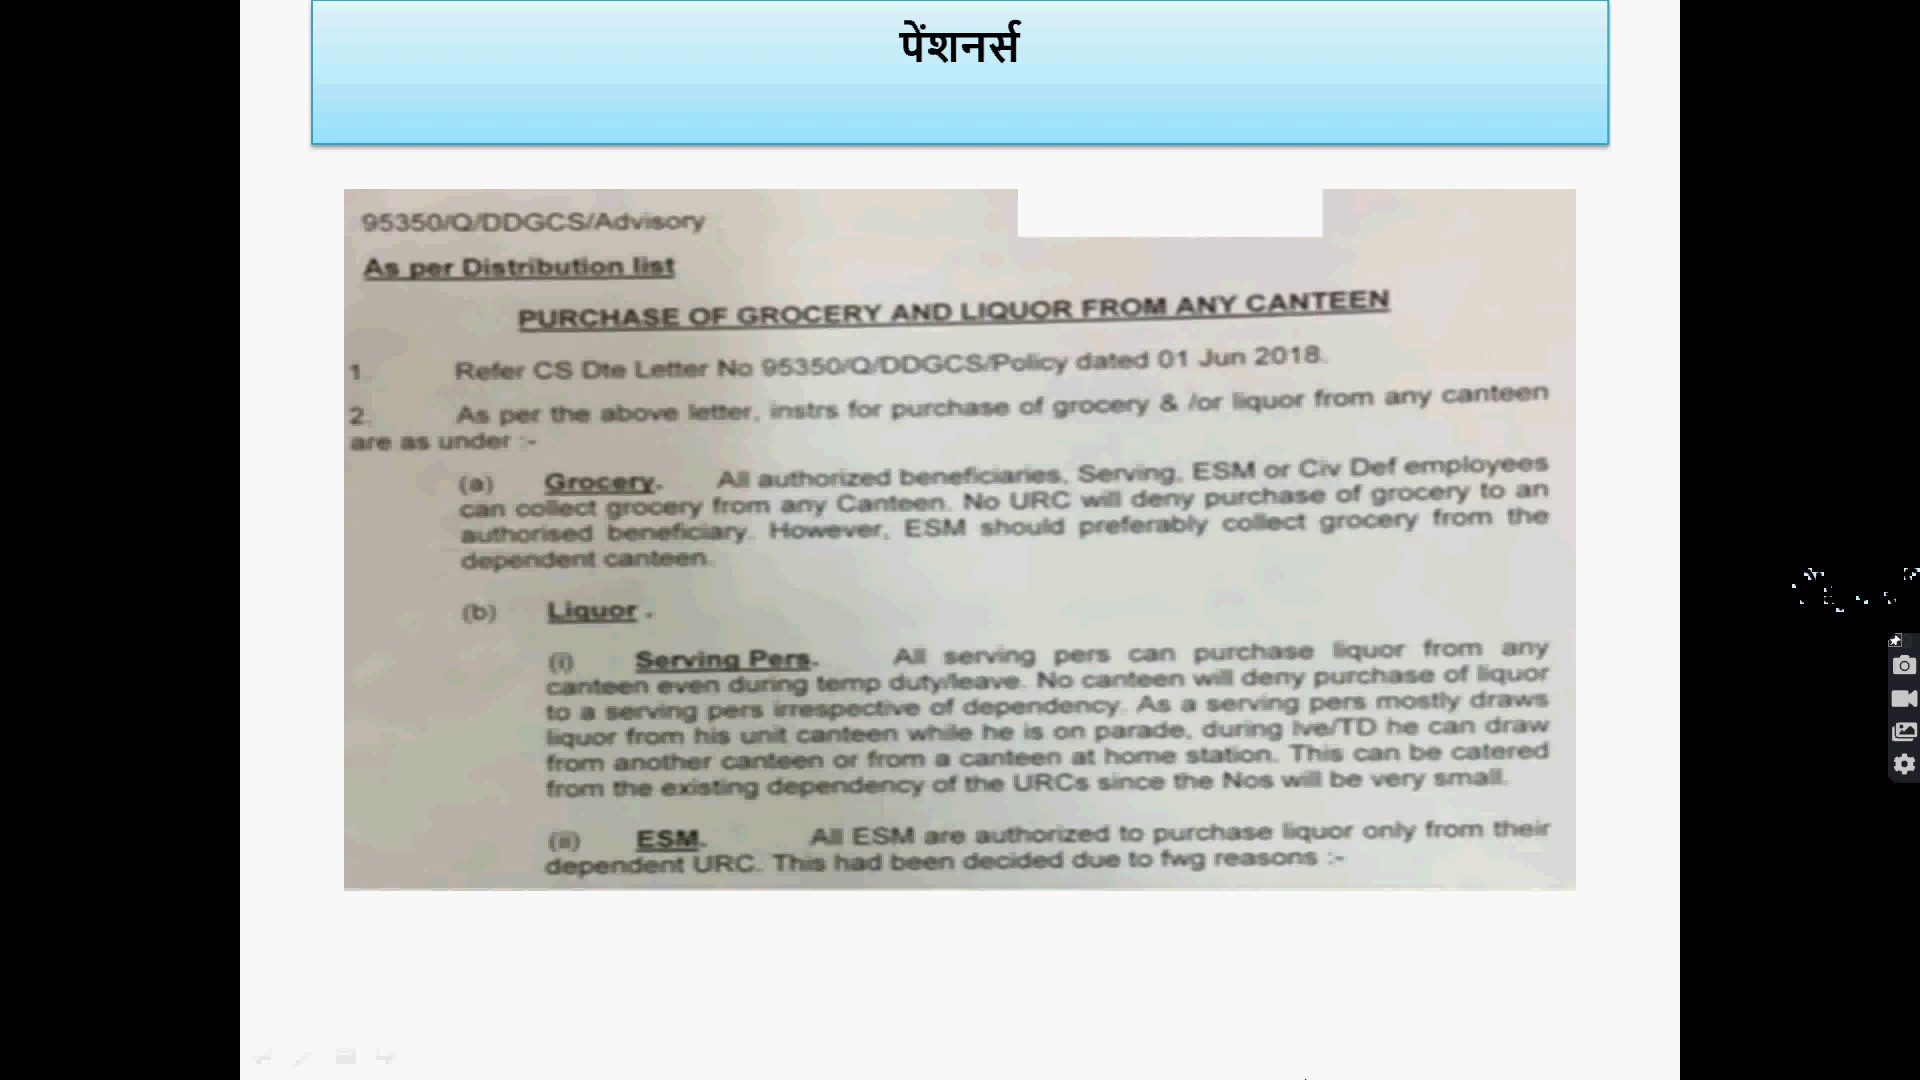 पेंशनर्स
95350/Q/DDGCS/Advisory
As per Distribution list
PURCHASE OF GROCERY AND LIQUOR FROM ANY CANTEEN
1. Refer CS Dte Letter No 95350/Q/DDGCS/Policy dated 01 Jun 2018.
2. As per the above letter, instrs for purchase of grocery & /or liquor from any canteen
are as under :-
(a) Grocery. All authorized beneficiaries, Serving, ESM or Civ Def employees
can collect grocery from any Canteen. No URC will deny purchase of grocery to an
authorised beneficiary. However, ESM should preferably collect grocery from the
dependent canteen.
(b) Liquor .
(i) Serving Pers. All serving pers can purchase liquor from any
canteen even during temp duty/leave. No canteen will deny purchase of liquor
to a serving pers irrespective of dependency. As a serving pers mostly draws
liquor from his unit canteen while he is on parade, during lve/TD he can draw
from another canteen or from a canteen at home station. This can be catered
from the existing dependency of the URCs since the Nos will be very small.
(ii) ESM. All ESM are authorized to purchase liquor only from their
dependent URC. This had been decided due to fwg reasons :-